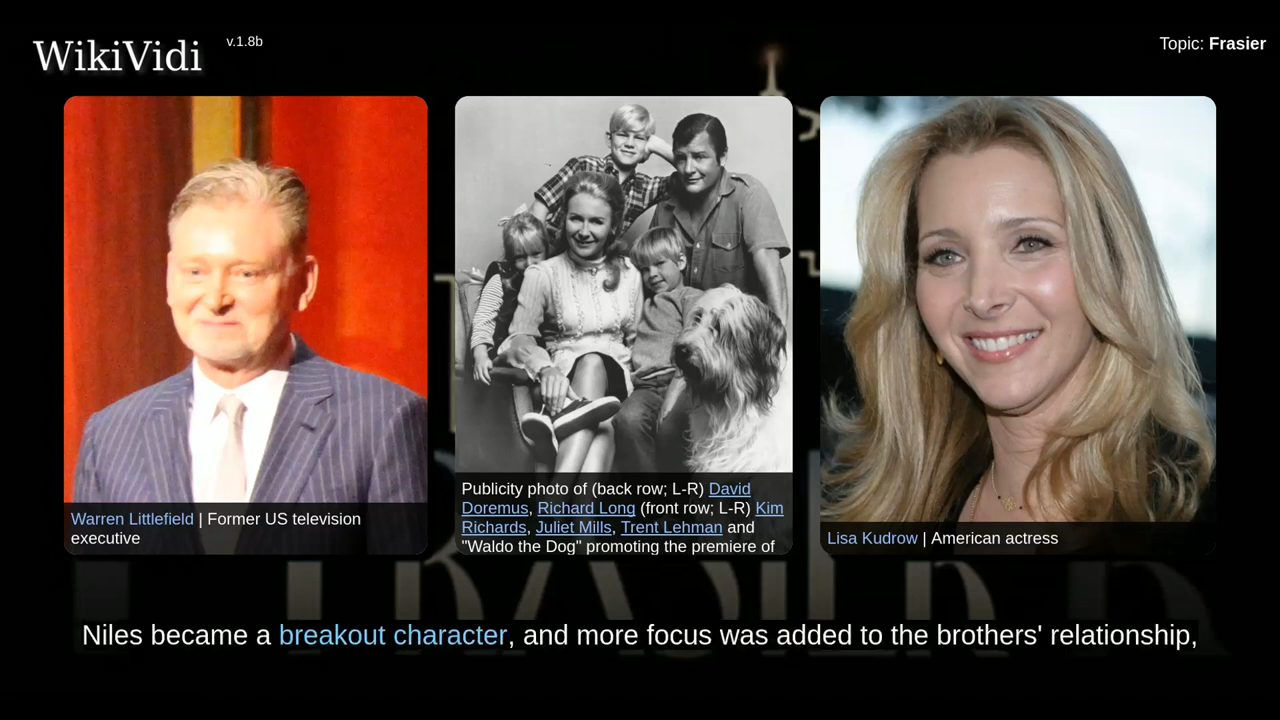 WikiVidi
v.1.8b
Topic: Frasier
Warren Littlefield | Former US television
executive
Publicity photo of (back row; L-R) David
Doremus, Richard Long (front row; L-R) Kim
Richards, Juliet Mills, Trent Lehman and
"Waldo the Dog" promoting the premiere of
Lisa Kudrow | American actress
Niles became a breakout character, and more focus was added to the brothers' relationship,